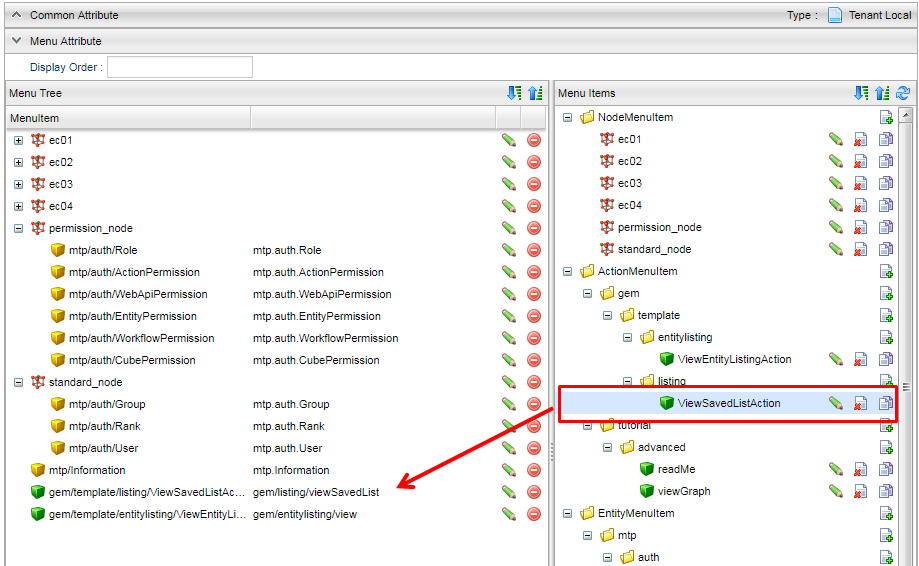 Common Attribute Type : Tenant Local
Menu Attribute
Display Order :
Menu Tree
MenuItem
ec01
ec02
ec03
ec04
permission_node
mtp/auth/Role mtp.auth.Role
mtp/auth/ActionPermission mtp.auth.ActionPermission
mtp/auth/WebApiPermission mtp.auth.WebApiPermission
mtp/auth/EntityPermission mtp.auth.EntityPermission
mtp/auth/WorkflowPermission mtp.auth.WorkflowPermission
mtp/auth/CubePermission mtp.auth.CubePermission
standard_node
mtp/auth/Group mtp.auth.Group
mtp/auth/Rank mtp.auth.Rank
mtp/auth/User mtp.auth.User
mtp/Information mtp.Information
gem/template/listing/ViewSavedListAc... gem/listing/viewSavedList
gem/template/entitylisting/ViewEntityLi... gem/entitylisting/view
Menu Items
NodeMenuItem
ec01
ec02
ec03
ec04
permission_node
standard_node
ActionMenuItem
gem
template
entitylisting
ViewEntityListingAction
listing
ViewSavedListAction
tutorial
advanced
readMe
viewGraph
EntityMenuItem
mtp
auth